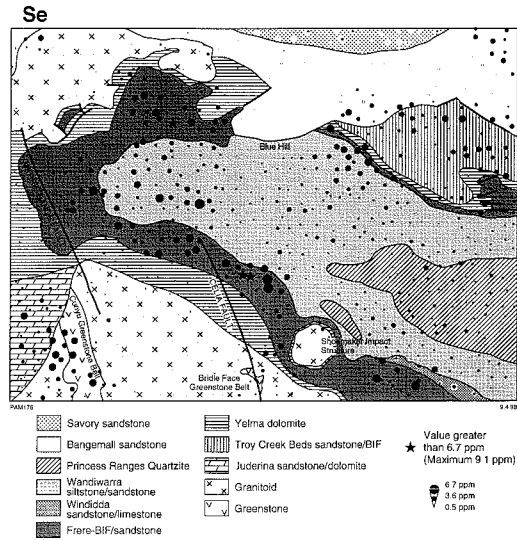 Se
Blue Hill
CELIA FAULT
Cunyu Greenstone Belt
Shoemaker Impact
Structure
Bridle Face
Greenstone Belt
PAM176
9.4.98
Savory sandstone
Bangemall sandstone
Princess Ranges Quartzite
Wandiwarra
siltstone/sandstone
Windidda
sandstone/limestone
Frere-BIF/sandstone
Yelma dolomite
Troy Creek Beds sandstone/BIF
Juderina sandstone/dolomite
Granitoid
Greenstone
Value greater
than 6.7 ppm
(Maximum 9.1 ppm)
6.7 ppm
3.6 ppm
0.5 ppm